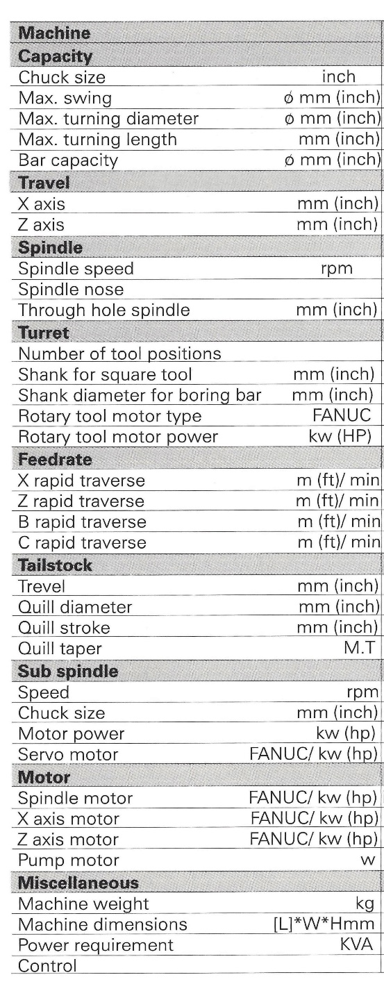 Machine
Capacity
Chuck size inch
Max. swing ϕ mm (inch)
Max. turning diameter ϕ mm (inch)
Max. turning length mm (inch)
Bar capacity ϕ mm (inch)
Travel
X axis mm (inch)
Z axis mm (inch)
Spindle
Spindle speed rpm
Spindle nose
Through hole spindle mm (inch)
Turret
Number of tool positions
Shank for square tool mm (inch)
Shank diameter for boring bar mm (inch)
Rotary tool motor type FANUC
Rotary tool motor power kw (HP)
Feedrate
X rapid traverse m (ft)/ min
Z rapid traverse m (ft)/ min
B rapid traverse m (ft)/ min
C rapid traverse m (ft)/ min
Tailstock
Trevel mm (inch)
Quill diameter mm (inch)
Quill stroke mm (inch)
Quill taper M.T
Sub spindle
Speed rpm
Chuck size mm (inch)
Motor power kw (hp)
Servo motor FANUC/ kw (hp)
Motor
Spindle motor FANUC/ kw (hp)
X axis motor FANUC/ kw (hp)
Z axis motor FANUC/ kw (hp)
Pump motor w
Miscellaneous
Machine weight kg
Machine dimensions [L]*W*Hmm
Power requirement KVA
Control